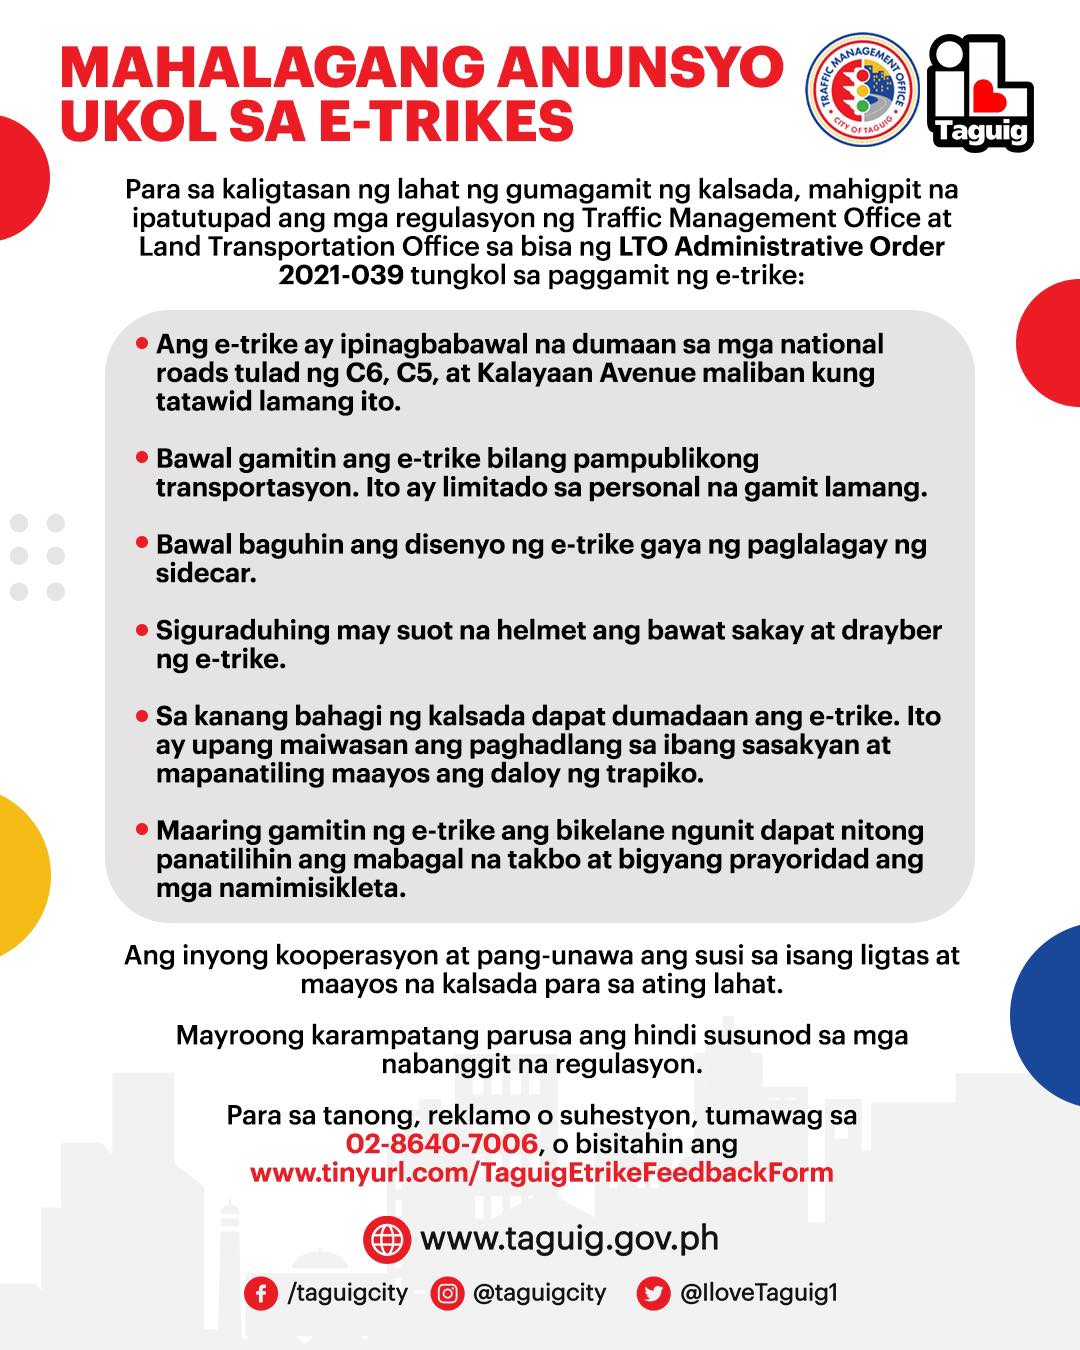 MAHALAGANG ANUNSYO
UKOL SA E-TRIKES
TRAFFIC MANAGEMENT OFFICE
CITY OF TAGUIG
iL
Taguig
Para sa kaligtasan ng lahat ng gumagamit ng kalsada, mahigpit na
ipatutupad ang mga regulasyon ng Traffic Management Office at
Land Transportation Office sa bisa ng LTO Administrative Order
2021-039 tungkol sa paggamit ng e-trike:
• Ang e-trike ay ipinagbabawal na dumaan sa mga national
roads tulad ng C6, C5, at Kalayaan Avenue maliban kung
tatawid lamang ito.
• Bawal gamitin ang e-trike bilang pampublikong
transportasyon. Ito ay limitado sa personal na gamit lamang.
• Bawal baguhin ang disenyo ng e-trike gaya ng paglalagay ng
sidecar.
• Siguraduhing may suot na helmet ang bawat sakay at drayber
ng e-trike.
• Sa kanang bahagi ng kalsada dapat dumadaan ang e-trike. Ito
ay upang maiwasan ang paghadlang sa ibang sasakyan at
mapanatiling maayos ang daloy ng trapiko.
• Maaring gamitin ng e-trike ang bikelane ngunit dapat nitong
panatilihin ang mabagal na takbo at bigyang prayoridad ang
mga namimisikleta.
Ang inyong kooperasyon at pang-unawa ang susi sa isang ligtas at
maayos na kalsada para sa ating lahat.
Mayroong karampatang parusa ang hindi susunod sa mga
nabanggit na regulasyon.
Para sa tanong, reklamo o suhestyon, tumawag sa
02-8640-7006, o bisitahin ang
www.tinyurl.com/TaguigEtrikeFeedbackForm
www.taguig.gov.ph
/taguigcity @taguigcity @IloveTaguig1